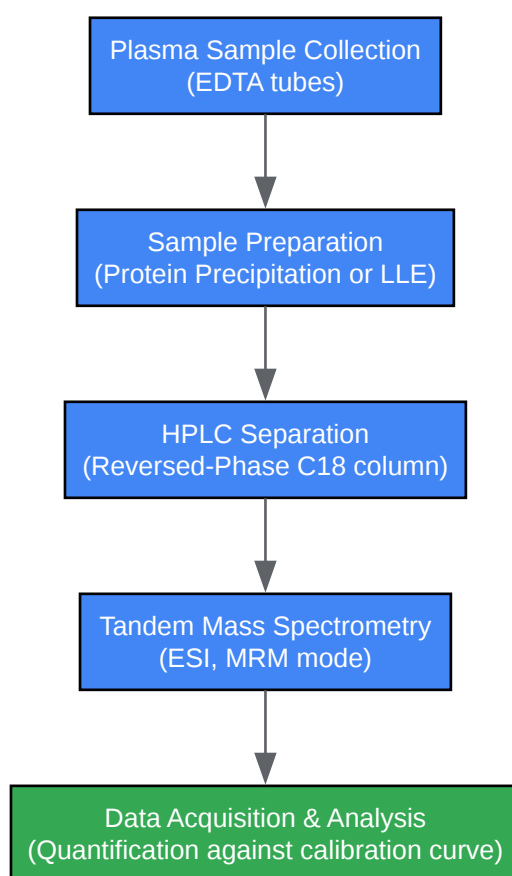 Plasma Sample Collection
(EDTA tubes)
Sample Preparation
(Protein Precipitation or LLE)
HPLC Separation
(Reversed-Phase C18 column)
Tandem Mass Spectrometry
(ESI, MRM mode)
Data Acquisition & Analysis
(Quantification against calibration curve)